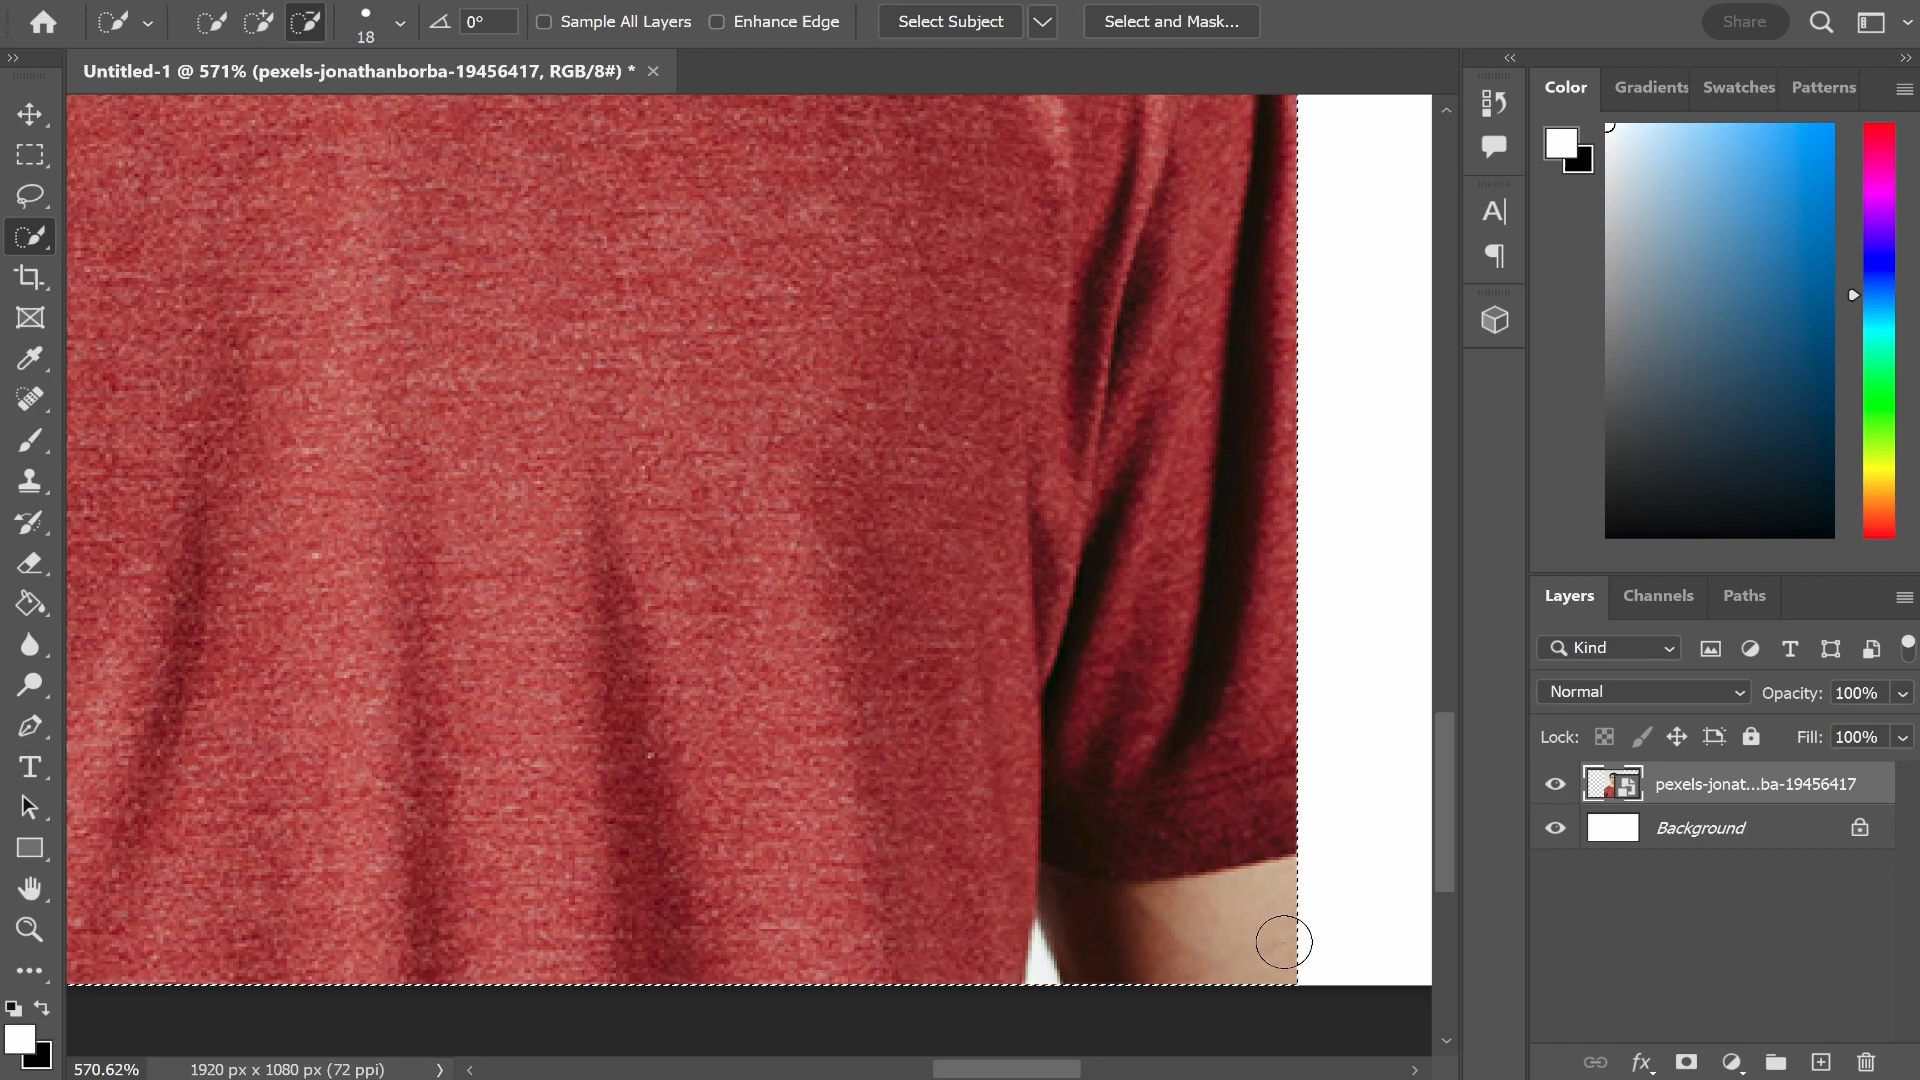 18
0°
Sample All Layers
Enhance Edge
Select Subject
Select and Mask...
Share
Untitled-1 @ 571% (pexels-jonathanborba-19456417, RGB/8#) *
Color
Gradients
Swatches
Patterns
Layers
Channels
Paths
Kind
Normal
Opacity: 100%
Lock:
Fill: 100%
pexels-jonat...ba-19456417
Background
570.62%
1920 px x 1080 px (72 ppi)